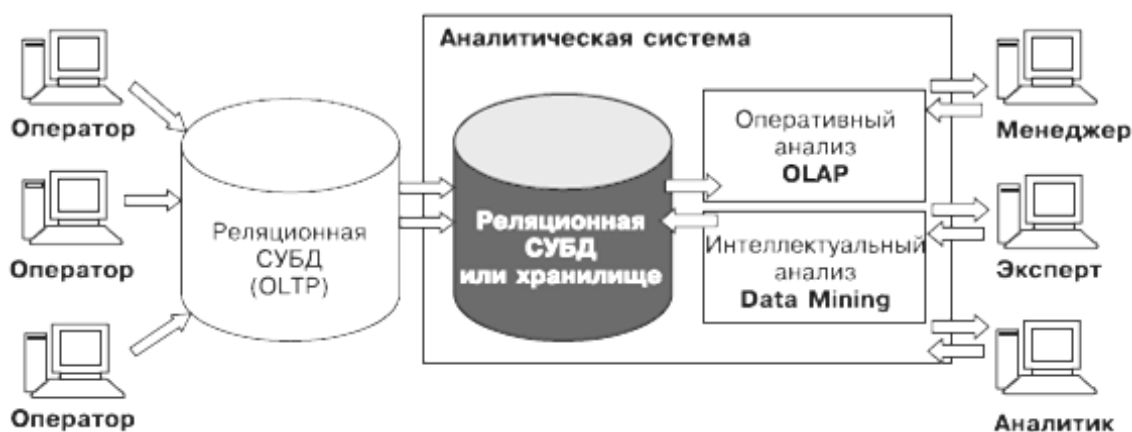 Аналитическая система
Оператор
Оператор
Оператор
Реляционная
СУБД
(OLTP)
Реляционная
СУБД
или хранилище
Оперативный
анализ
OLAP
Интеллектуальный
анализ
Data Mining
Менеджер
Эксперт
Аналитик